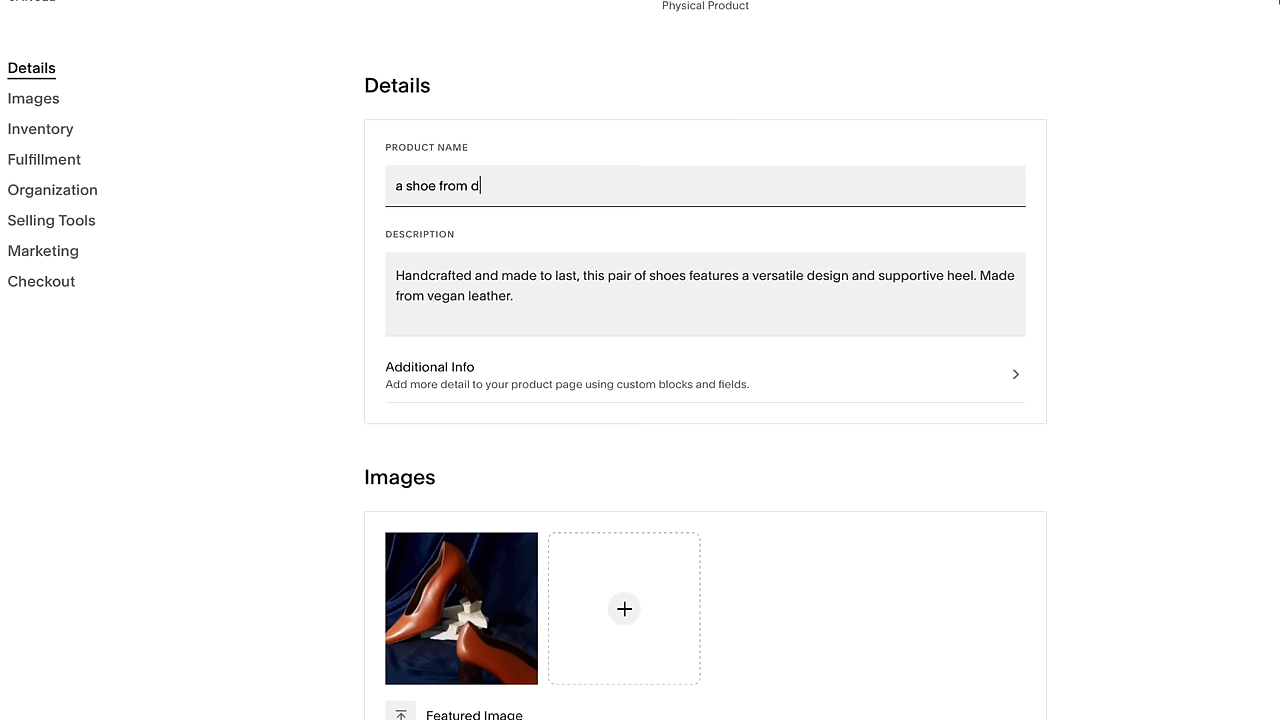 Physical Product
Details
Images
Inventory
Fulfillment
Organization
Selling Tools
Marketing
Checkout
Details
PRODUCT NAME
a shoe from d
DESCRIPTION
Handcrafted and made to last, this pair of shoes features a versatile design and supportive heel. Made
from vegan leather.
Additional Info
Add more detail to your product page using custom blocks and fields.
Images
Featured Image